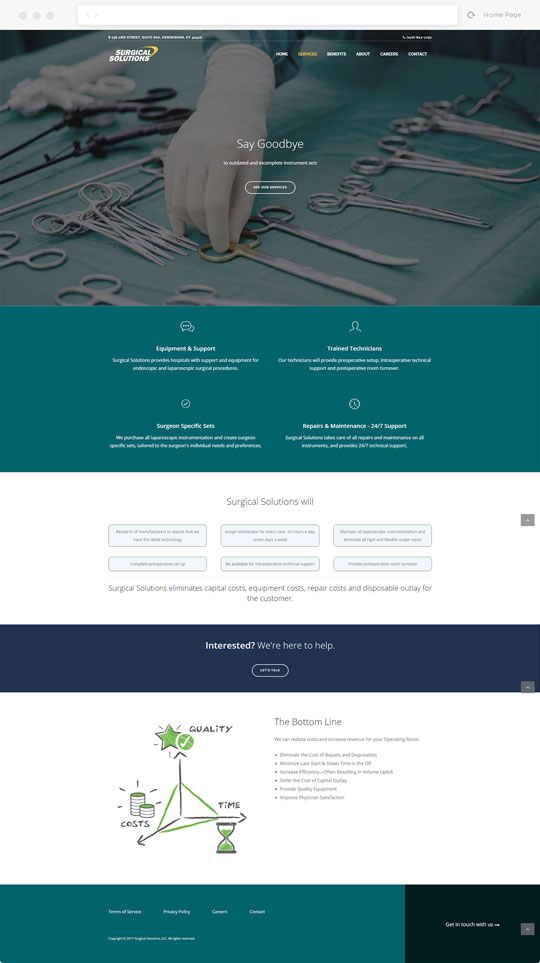 Home Page
138 2ND STREET, SUITE 200, HENDERSON, KY 42420
SURGICAL
SOLUTIONS
HOME SERVICES BENEFITS ABOUT CAREERS CONTACT
Say Goodbye
to outdated and incomplete instrument sets
SEE OUR SERVICES
Equipment & Support
Surgical Solutions provides hospitals with support and equipment for
endoscopic and laparoscopic surgical procedures.
Trained Technicians
Our technicians will provide preoperative setup, intraoperative technical
support and postoperative room turnover.
Surgeon Specific Sets
We purchase all laparoscopic instrumentation and create surgeon
specific sets, tailored to the surgeon's individual needs and preferences.
Repairs & Maintenance - 24/7 Support
Surgical Solutions takes care of all repairs and maintenance on all
instruments, and provides 24/7 technical support.
Surgical Solutions will
Research of manufacturers to assure that we
have the latest technology
Assign technicians for every case, 24 hours a day,
seven days a week
Maintain all laparoscopic instrumentation and
eliminate all rigid and flexible scope repair
Complete preoperative set up
Be available for intraoperative technical support
Provide postoperative room turnover
Surgical Solutions eliminates capital costs, equipment costs, repair costs and disposable outlay for
the customer.
Interested? We're here to help.
LET'S TALK
QUALITY
TIME
COSTS
The Bottom Line
We can reduce costs and increase revenue for your Operating Room.
Eliminate the Cost of Repairs and Disposables
Minimize Late Start & Down Time in the OR
Increase Efficiency—Often Resulting in Volume Uptick
Defer the Cost of Capital Outlay
Provide Quality Equipment
Improve Physician Satisfaction
Terms of Service Privacy Policy Careers Contact
Get in touch with us
Copyright © 2017 Surgical Solutions, LLC. All rights reserved.